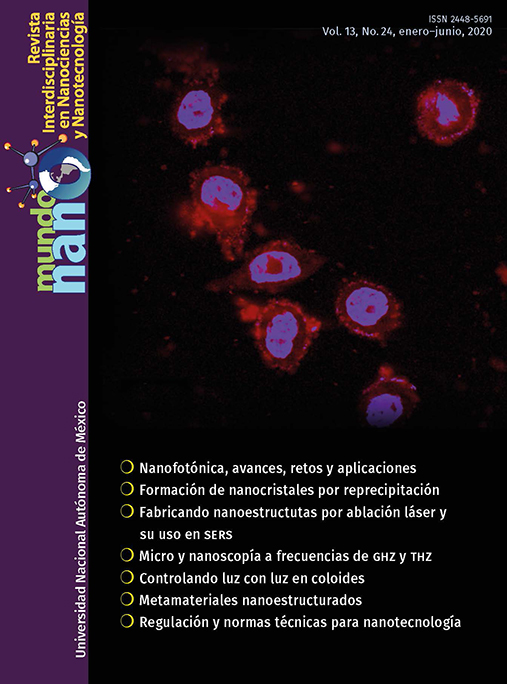 ISSN 2448-5691
Vol. 13, No. 24, enero–junio, 2020
Revista
Interdisciplinaria
en Nanociencias
y Nanotecnología
mundo
nano
Universidad Nacional Autónoma de México
Nanofotónica, avances, retos y aplicaciones
Formación de nanocristales por reprecipitación
Fabricando nanoestructutas por ablación láser y
su uso en SERS
Micro y nanoscopía a frecuencias de GHZ y THZ
Controlando luz con luz en coloides
Metamateriales nanoestructurados
Regulación y normas técnicas para nanotecnología